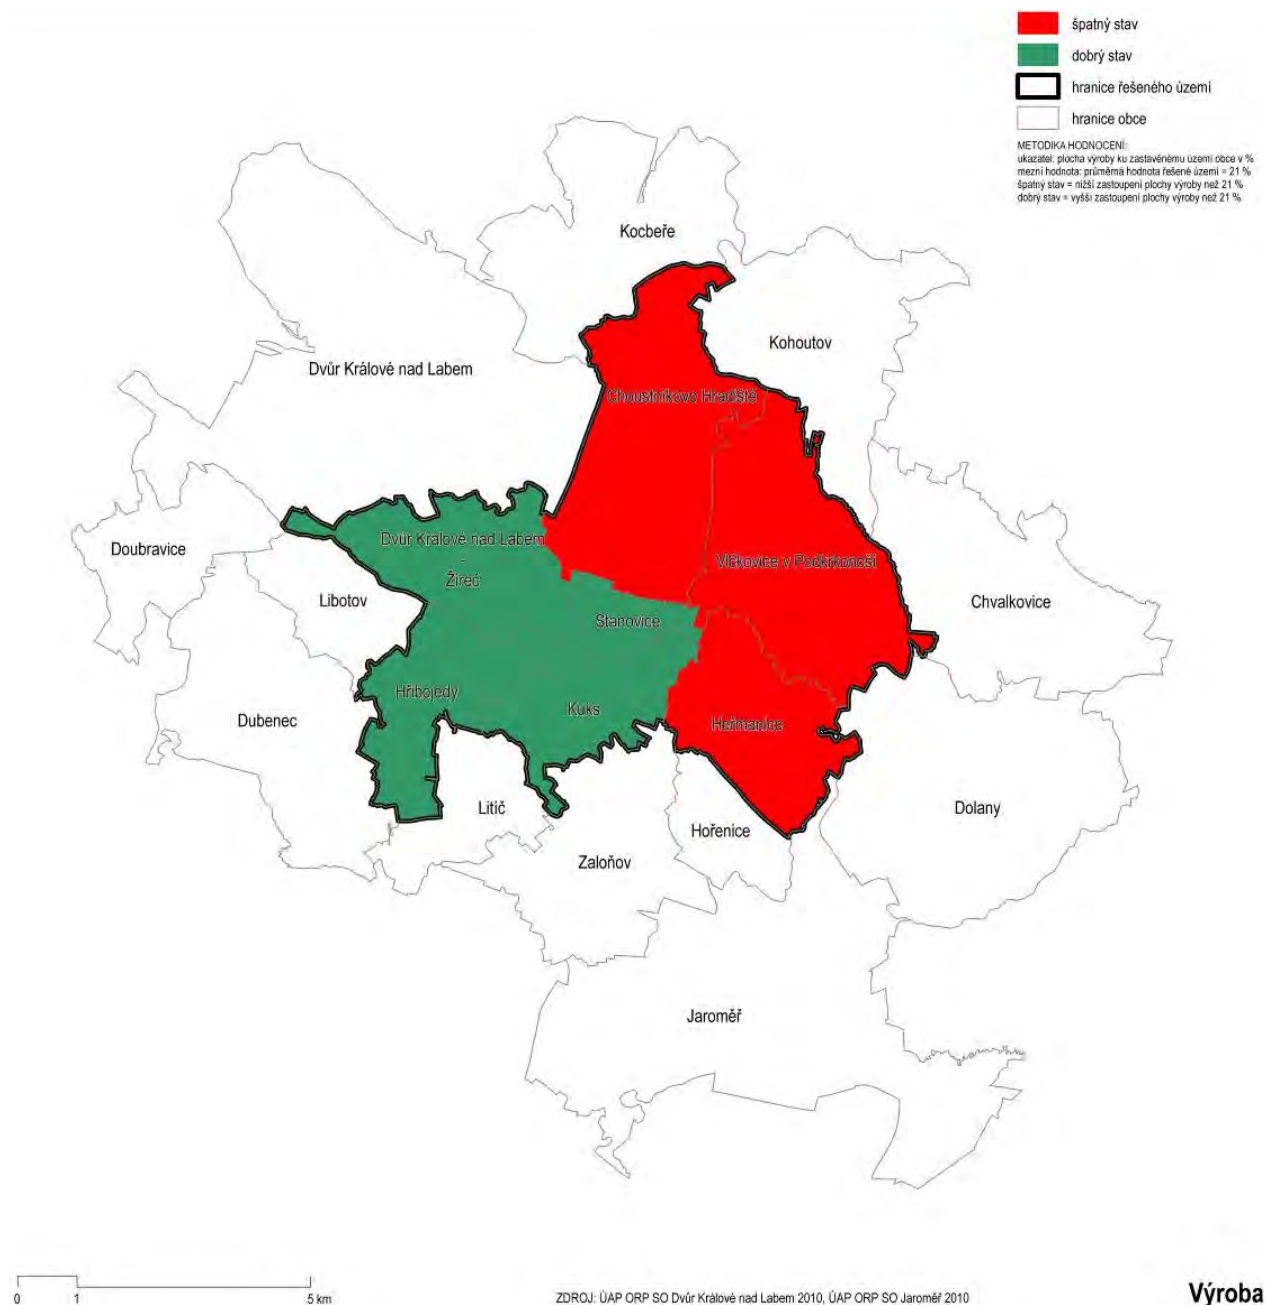 špatný stav
dobrý stav
hranice řešeného území
hranice obce
METODIKA HODNOCENÍ:
ukazatel: plocha výroby ku zastavěnému území obce v %
mezní hodnota: průměrná hodnota řešené území = 21 %
špatný stav = nižší zastoupení plochy výroby než 21 %
dobrý stav = vyšší zastoupení plochy výroby než 21 %
Kocbeře
Kohoutov
Dvůr Králové nad Labem
Choustníkovo Hradiště
Dvůr Králové nad Labem
-
Žireč
Doubravice
Vlčkovice v Podkrkonoší
Libotov
Chvalkovice
Stanovice
Hřibojedy
Kuks
Dubenec
Heřmanice
Litíč
Dolany
Hořenice
Zaloňov
Jaroměř
0 1 5 km
ZDROJ: ÚAP ORP SO Dvůr Králové nad Labem 2010, ÚAP ORP SO Jaroměř 2010
Výroba